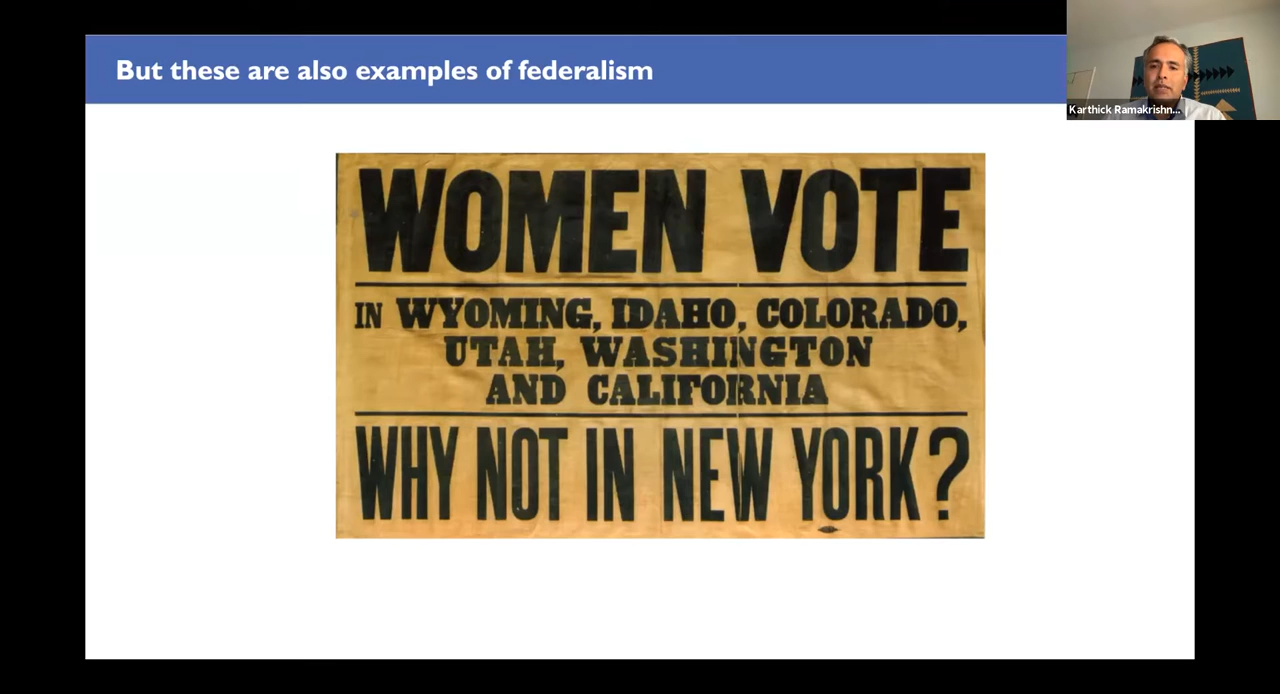 But these are also examples of federalism
Karthick Ramakrishn...
WOMEN VOTE
IN WYOMING, IDAHO, COLORADO,
UTAH, WASHINGTON
AND CALIFORNIA
WHY NOT IN NEW YORK?